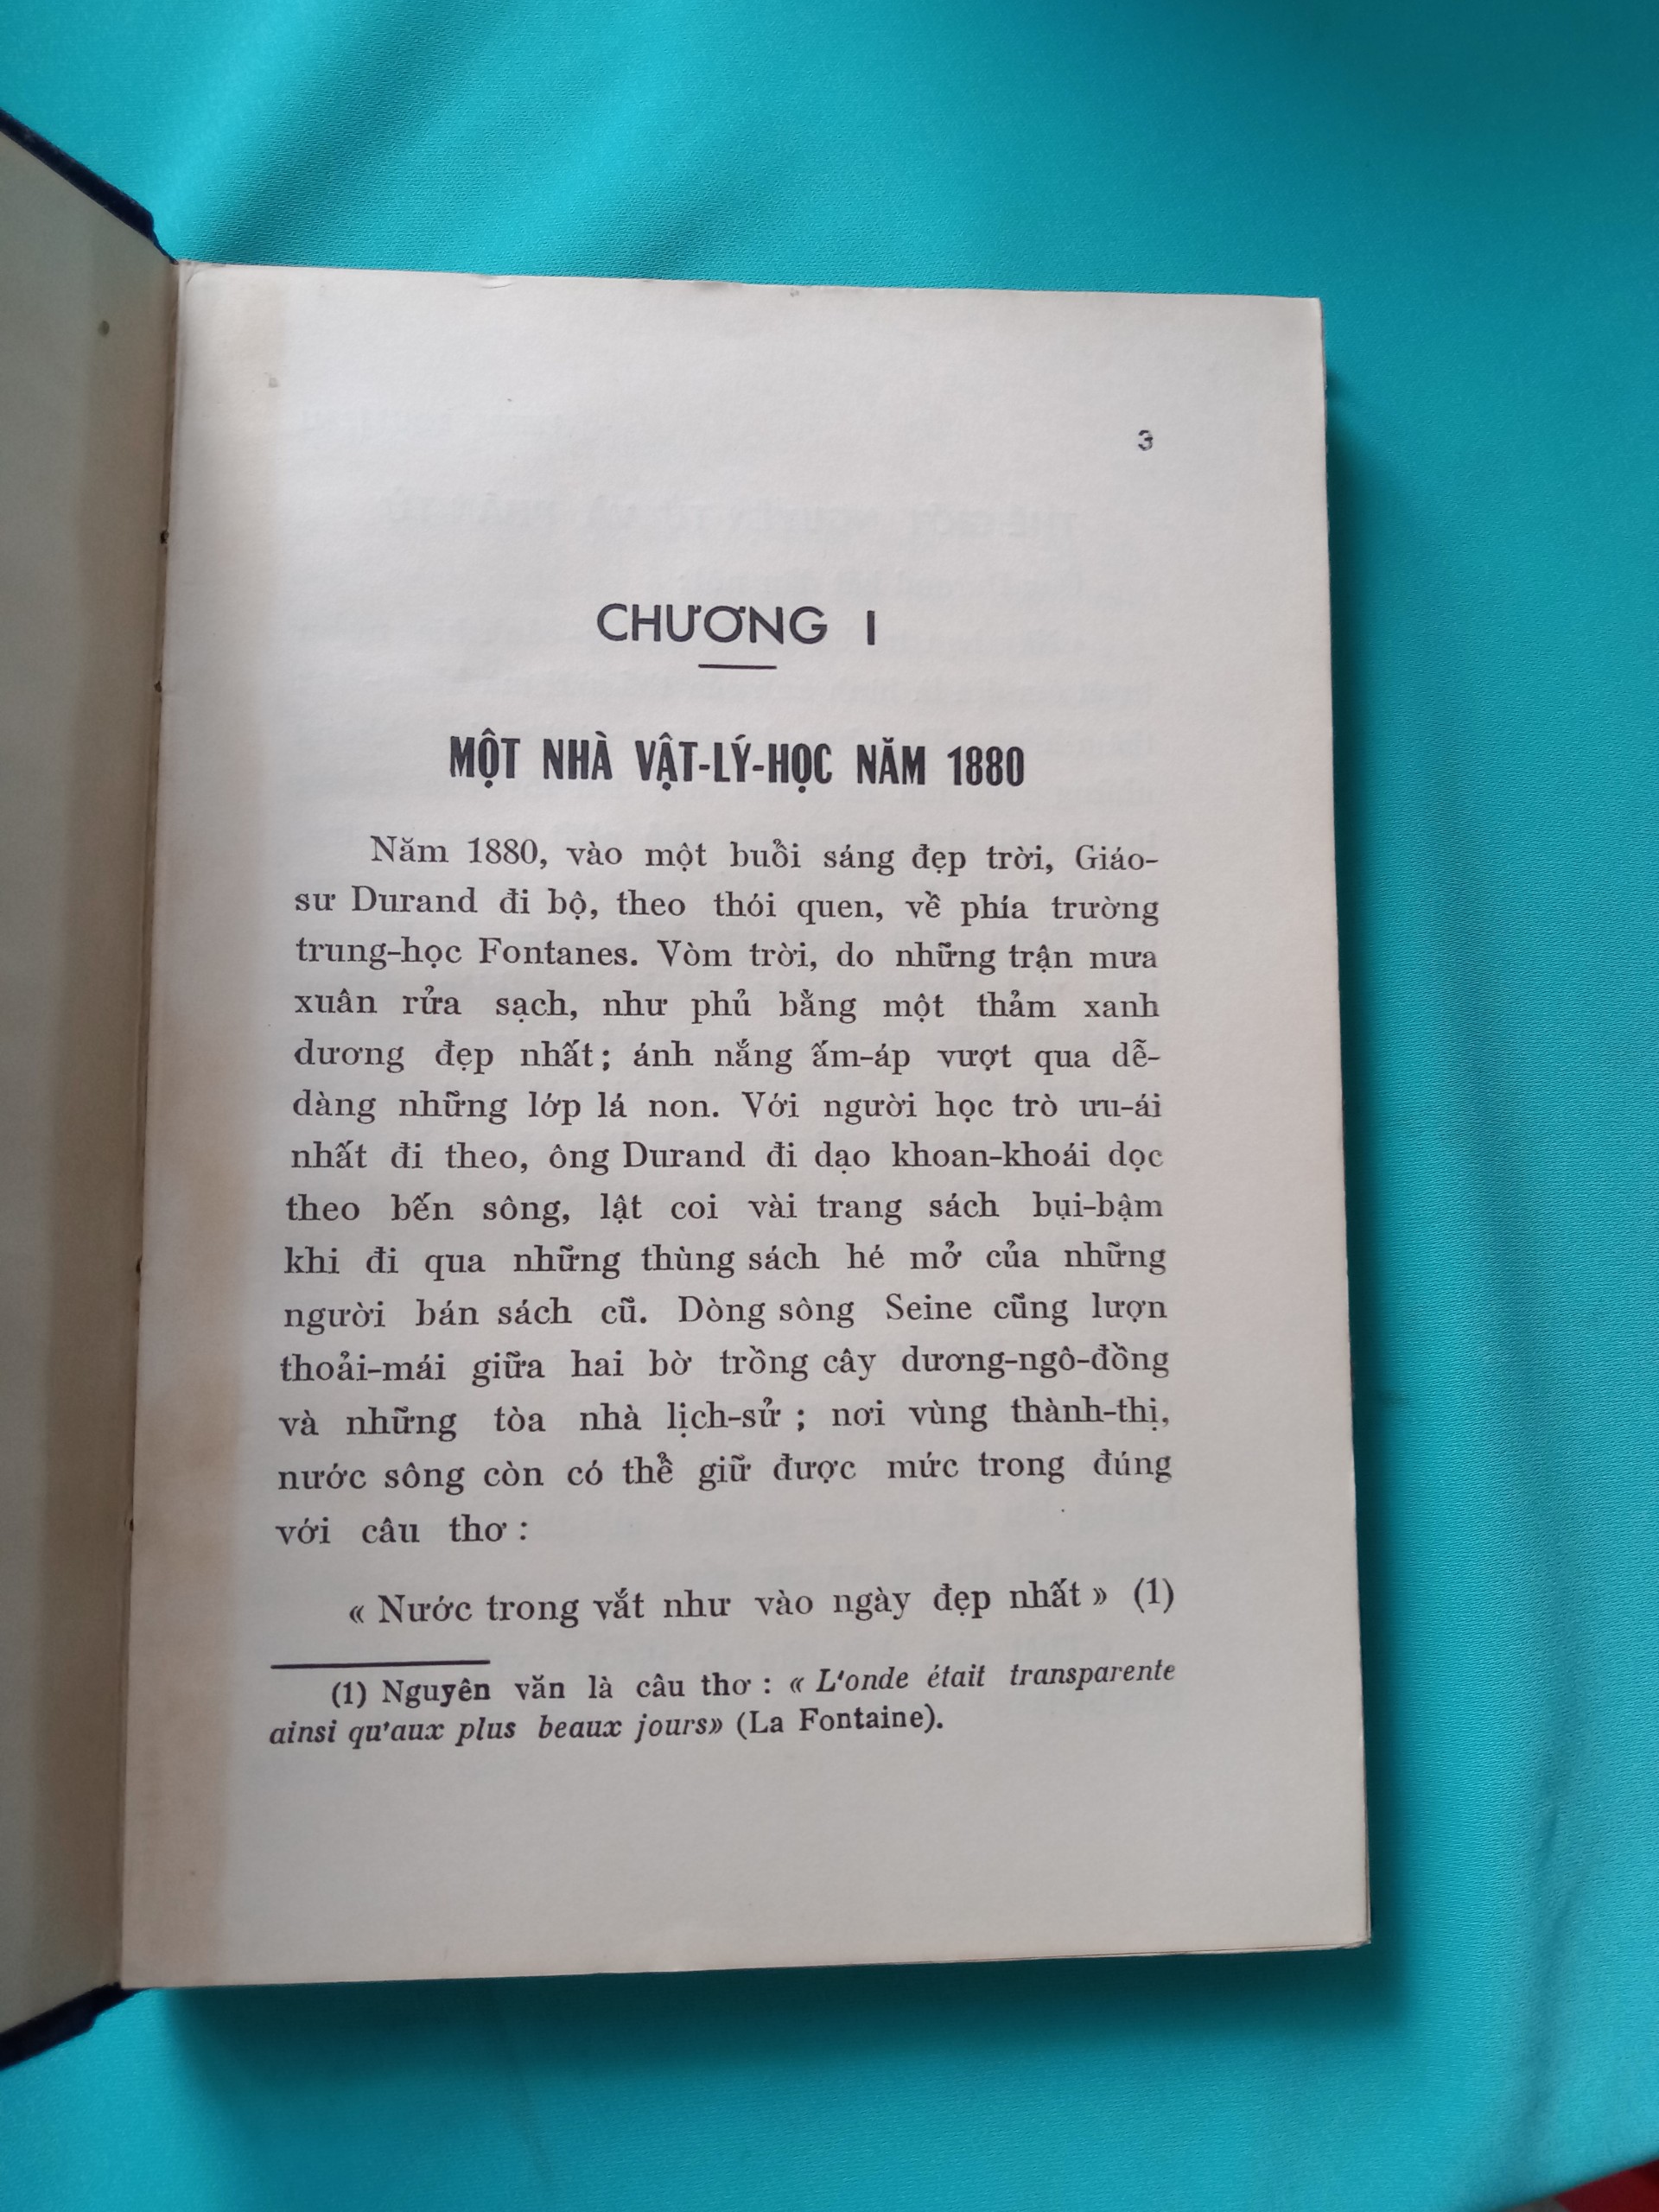 3
CHƯƠNG I
MỘT NHÀ VẬT-LÝ-HỌC NĂM 1880
Năm 1880, vào một buổi sáng đẹp trời, Giáo-
sư Durand đi bộ, theo thói quen, về phía trường
trung-học Fontanes. Vòm trời, do những trận mưa
xuân rửa sạch, như phủ bằng một thảm xanh
dương đẹp nhất ; ánh nắng ấm-áp vượt qua dễ-
dàng những lớp lá non. Với người học trò ưu-ái
nhất đi theo, ông Durand đi dạo khoan-khoái dọc
theo bến sông, lật coi vài trang sách bụi-bậm
khi đi qua những thùng sách hé mở của những
người bán sách cũ. Dòng sông Seine cũng lượn
thoải-mái giữa hai bờ trồng cây dương-ngô-đồng
và những tòa nhà lịch-sử ; nơi vùng thành-thị,
nước sông còn có thể giữ được mức trong đúng
với câu thơ :
« Nước trong vắt như vào ngày đẹp nhất » (1)
(1) Nguyên văn là câu thơ : « L'onde était transparente
ainsi qu'aux plus beaux jours» (La Fontaine).